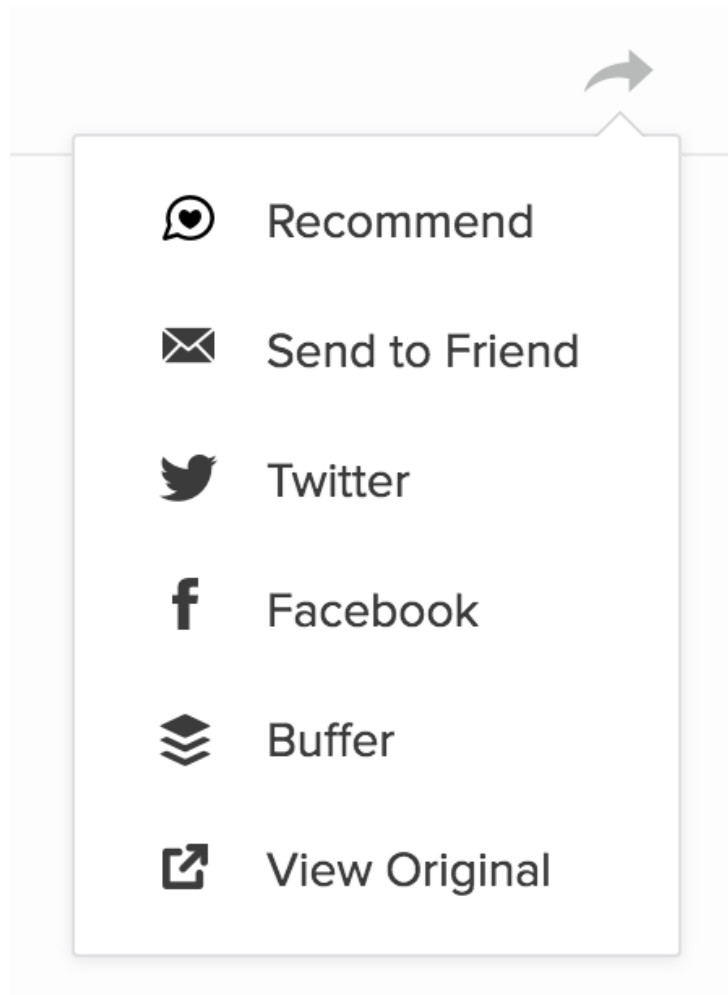 Recommend
Send to Friend
Twitter
Facebook
Buffer
View Original